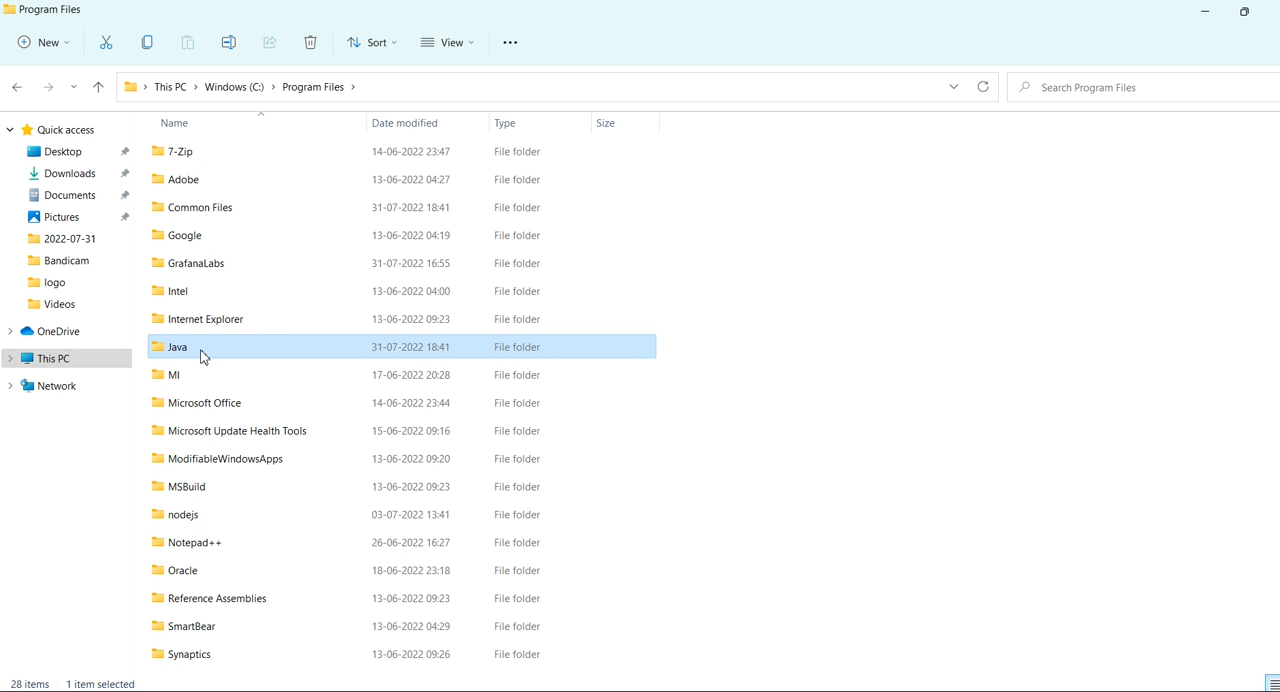 Program Files
New
Sort
View
This PC > Windows (C:) > Program Files >
Search Program Files
Quick access
Desktop
Downloads
Documents
Pictures
2022-07-31
Bandicam
logo
Videos
OneDrive
This PC
Network
Name Date modified Type Size
7-Zip 14-06-2022 23:47 File folder
Adobe 13-06-2022 04:27 File folder
Common Files 31-07-2022 18:41 File folder
Google 13-06-2022 04:19 File folder
GrafanaLabs 31-07-2022 16:55 File folder
Intel 13-06-2022 04:00 File folder
Internet Explorer 13-06-2022 09:23 File folder
Java 31-07-2022 18:41 File folder
MI 17-06-2022 20:28 File folder
Microsoft Office 14-06-2022 23:44 File folder
Microsoft Update Health Tools 15-06-2022 09:16 File folder
ModifiableWindowsApps 13-06-2022 09:20 File folder
MSBuild 13-06-2022 09:23 File folder
nodejs 03-07-2022 13:41 File folder
Notepad++ 26-06-2022 16:27 File folder
Oracle 18-06-2022 23:18 File folder
Reference Assemblies 13-06-2022 09:23 File folder
SmartBear 13-06-2022 04:29 File folder
Synaptics 13-06-2022 09:26 File folder
28 items 1 item selected